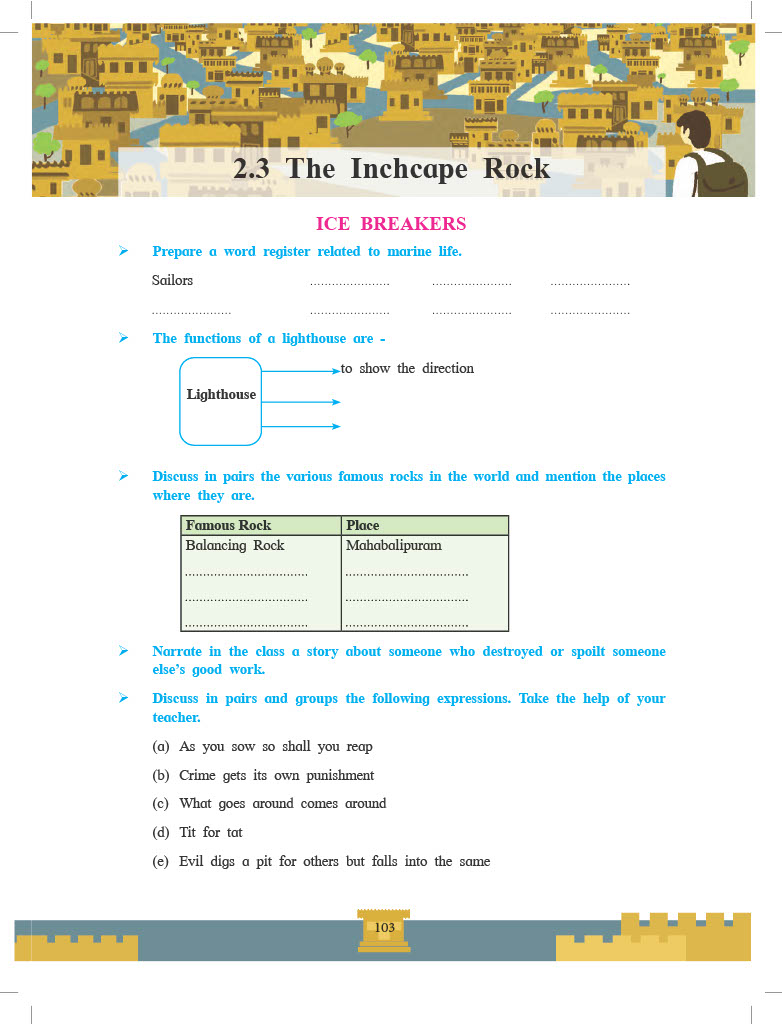 2.3 The Inchcape Rock
ICE BREAKERS
➢ Prepare a word register related to marine life.
Sailors ...................... ...................... ......................
...................... ...................... ...................... ......................
➢ The functions of a lighthouse are -
to show the direction
Lighthouse
➢ Discuss in pairs the various famous rocks in the world and mention the places
where they are.
Famous Rock Place
Balancing Rock Mahabalipuram
.................................. ..................................
.................................. ..................................
.................................. ..................................
➢ Narrate in the class a story about someone who destroyed or spoilt someone
else's good work.
➢ Discuss in pairs and groups the following expressions. Take the help of your
teacher.
(a) As you sow so shall you reap
(b) Crime gets its own punishment
(c) What goes around comes around
(d) Tit for tat
(e) Evil digs a pit for others but falls into the same
103